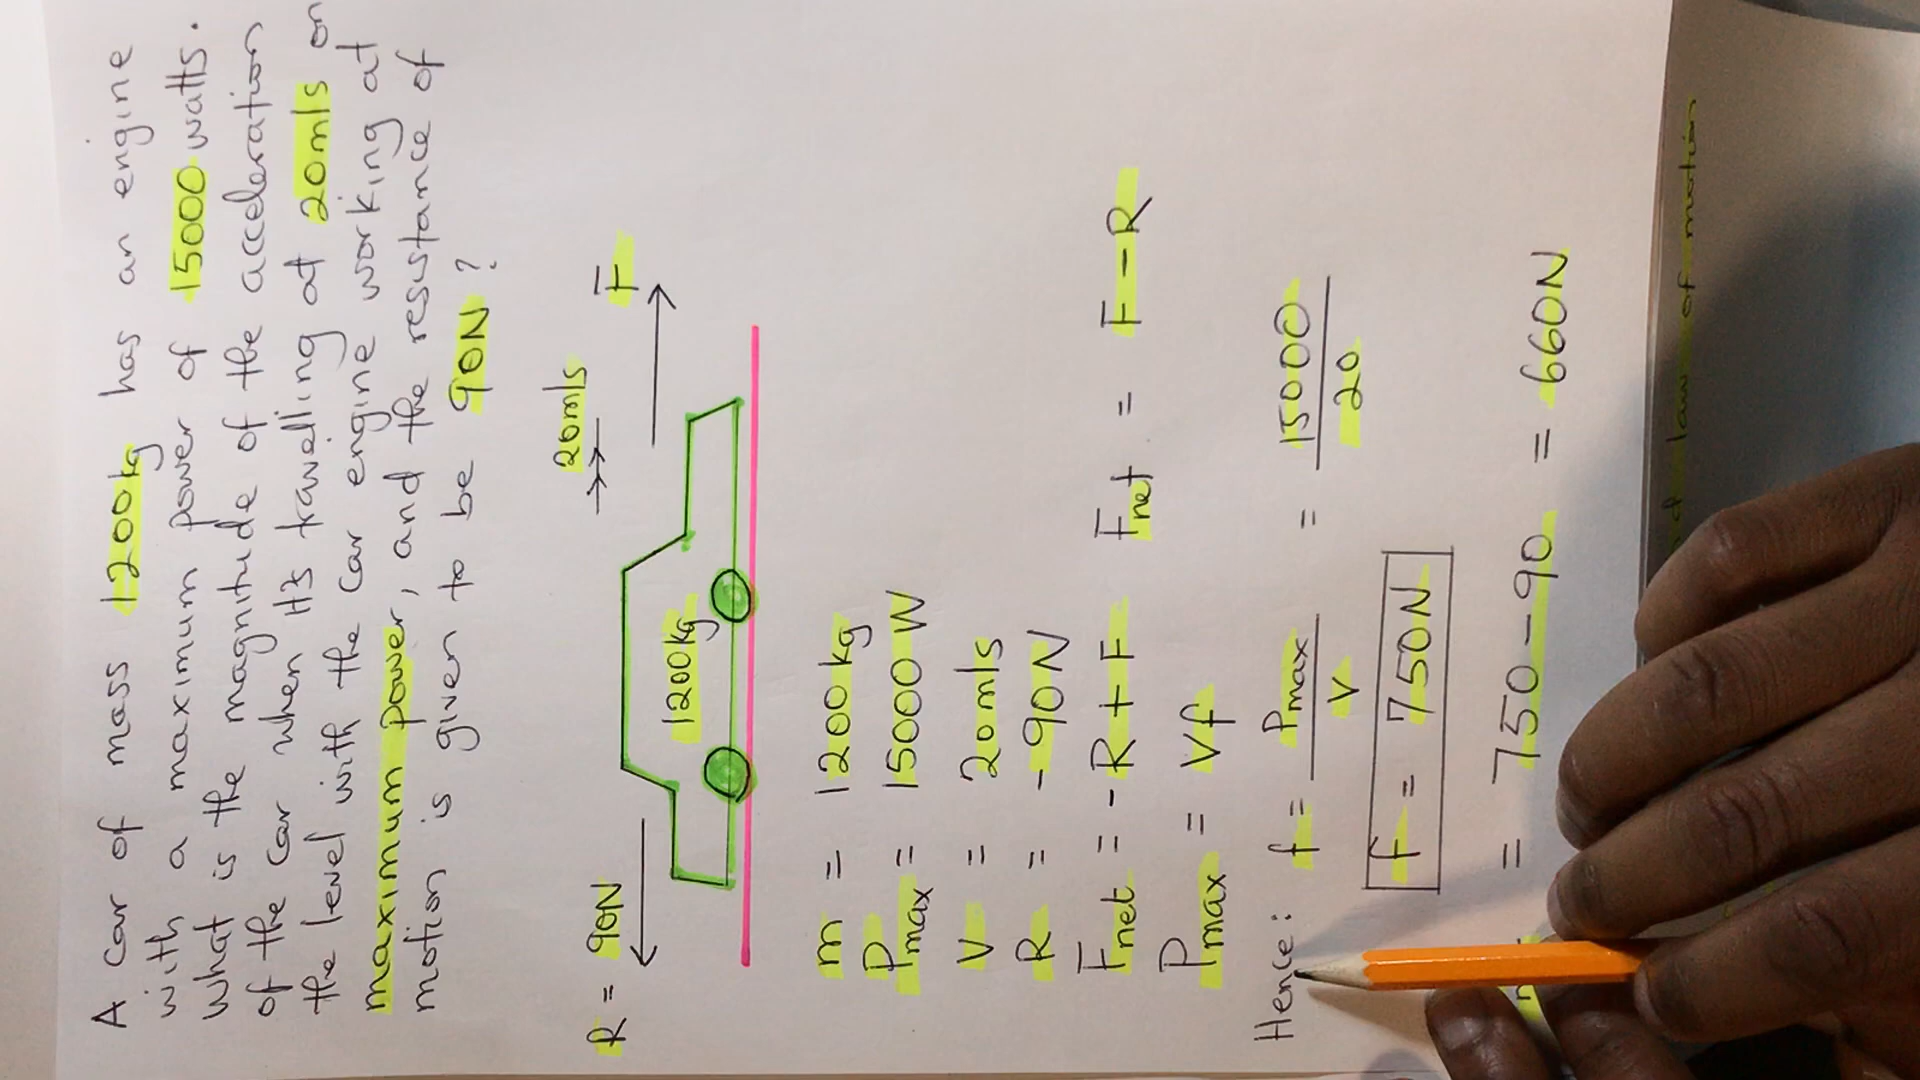 A car of mass 1200kg has an engine
with a maximum power of 15000 watts.
what is the magnitude of the acceleration
of the car when its travelling at 20m/s on
the level with the car engine working at
maximum power, and the resistance of
motion is given to be 90N?
20m/s
R = 90N
F
1200kg
m = 1200kg
Pmax = 15000W
V = 20m/s
R = -90N
Fnet = -R+F Fnet = F-R
Pmax = Vf
Hence: f = Pmax / V = 15000 / 20
f = 750N
= 750-90 = 660N
law of motion